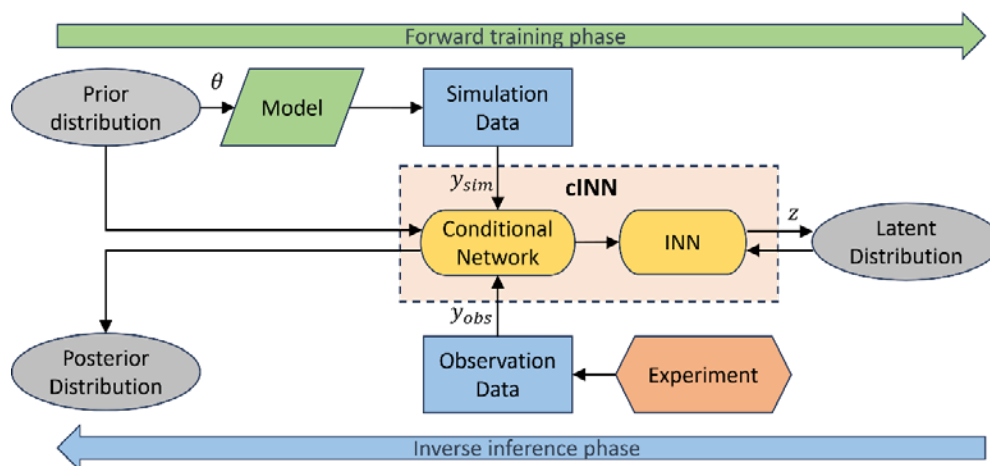 Forward training phase
Prior
distribution
θ
Model
Simulation
Data
y_sim
cINN
Conditional
Network
INN
z
Latent
Distribution
y_obs
Posterior
Distribution
Observation
Data
Experiment
Inverse inference phase